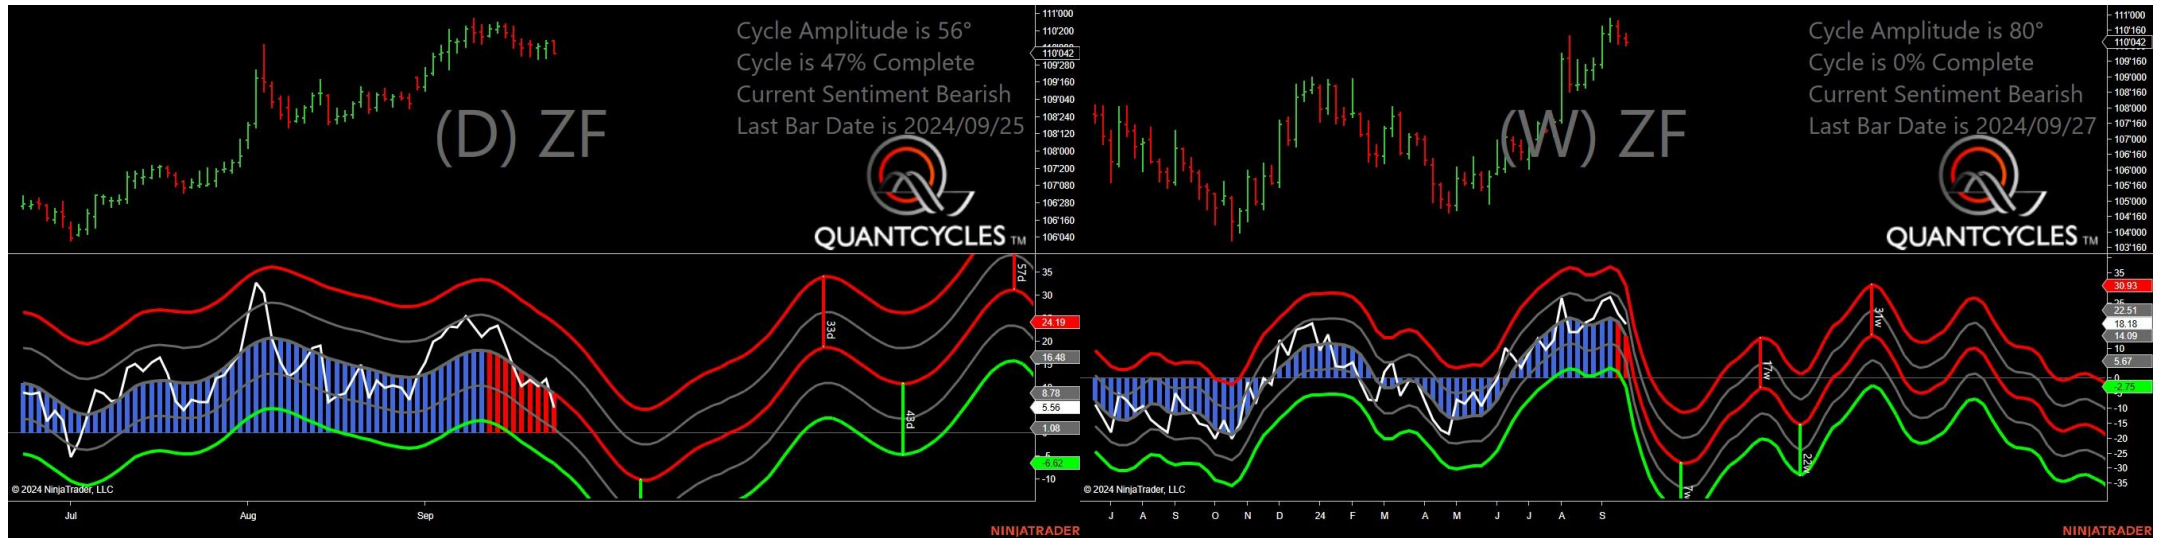 Cycle Amplitude is 56°
Cycle is 47% Complete
Current Sentiment Bearish
Last Bar Date is 2024/09/25
(D) ZF
QUANTCYCLES TM
111'000
110'200
110'042
109'280
109'160
109'040
108'240
108'120
108'000
107'200
107'080
106'280
106'160
106'040
57d
33d
43d
35
30
24.19
20
16.48
8.78
5.56
1.08
-6.62
-10
© 2024 NinjaTrader, LLC
Jul
Aug
Sep
NINJATRADER
Cycle Amplitude is 80°
Cycle is 0% Complete
Current Sentiment Bearish
Last Bar Date is 2024/09/27
(W) ZF
QUANTCYCLES TM
111'000
110'160
110'042
109'160
109'000
108'160
108'000
107'160
107'000
106'160
106'000
105'160
105'000
104'160
104'000
103'160
17w
31w
22w
7w
35
30.93
22.51
18.18
14.09
10
5.67
0
-2.75
-10
-15
-20
-25
-30
-35
© 2024 NinjaTrader, LLC
J
A
S
O
N
D
24
F
M
A
M
J
J
A
S
NINJATRADER